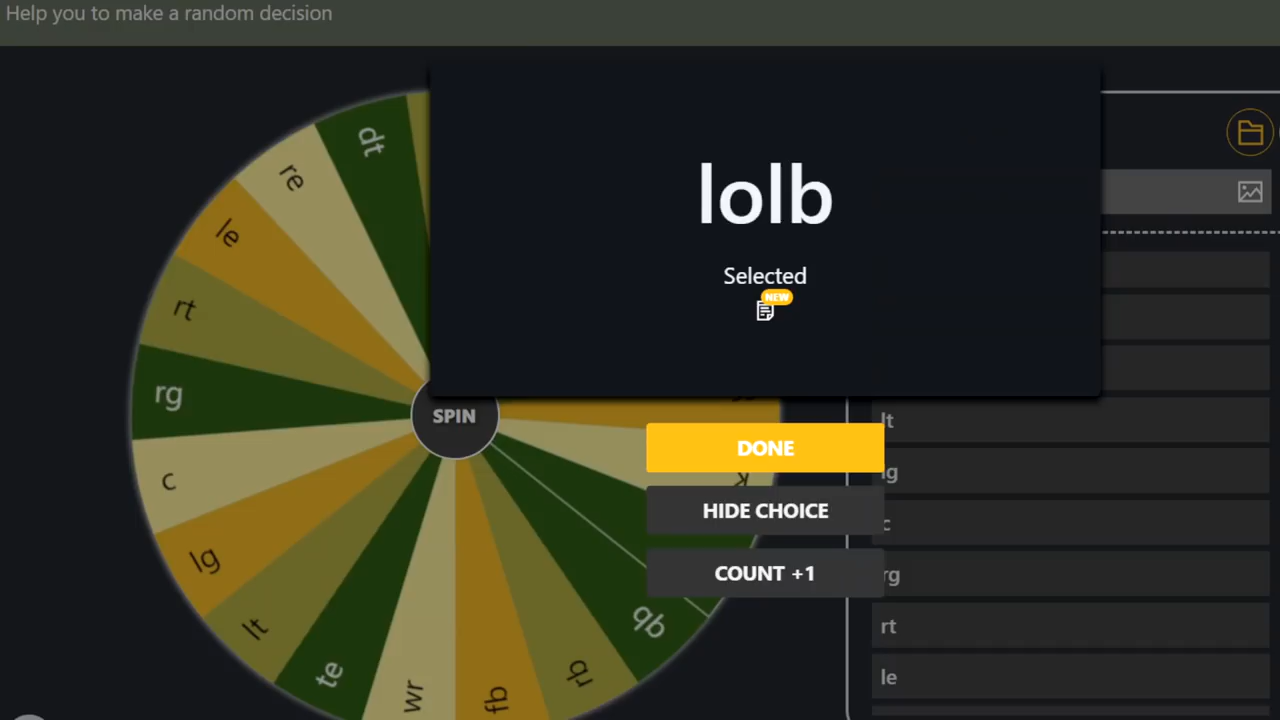 Help you to make a random decision
lolb
Selected
NEW
DONE
HIDE CHOICE
COUNT +1
SPIN
dt
re
le
rt
rg
c
lg
lt
te
wr
fb
rb
qb
k
lt
lg
c
rg
rt
le